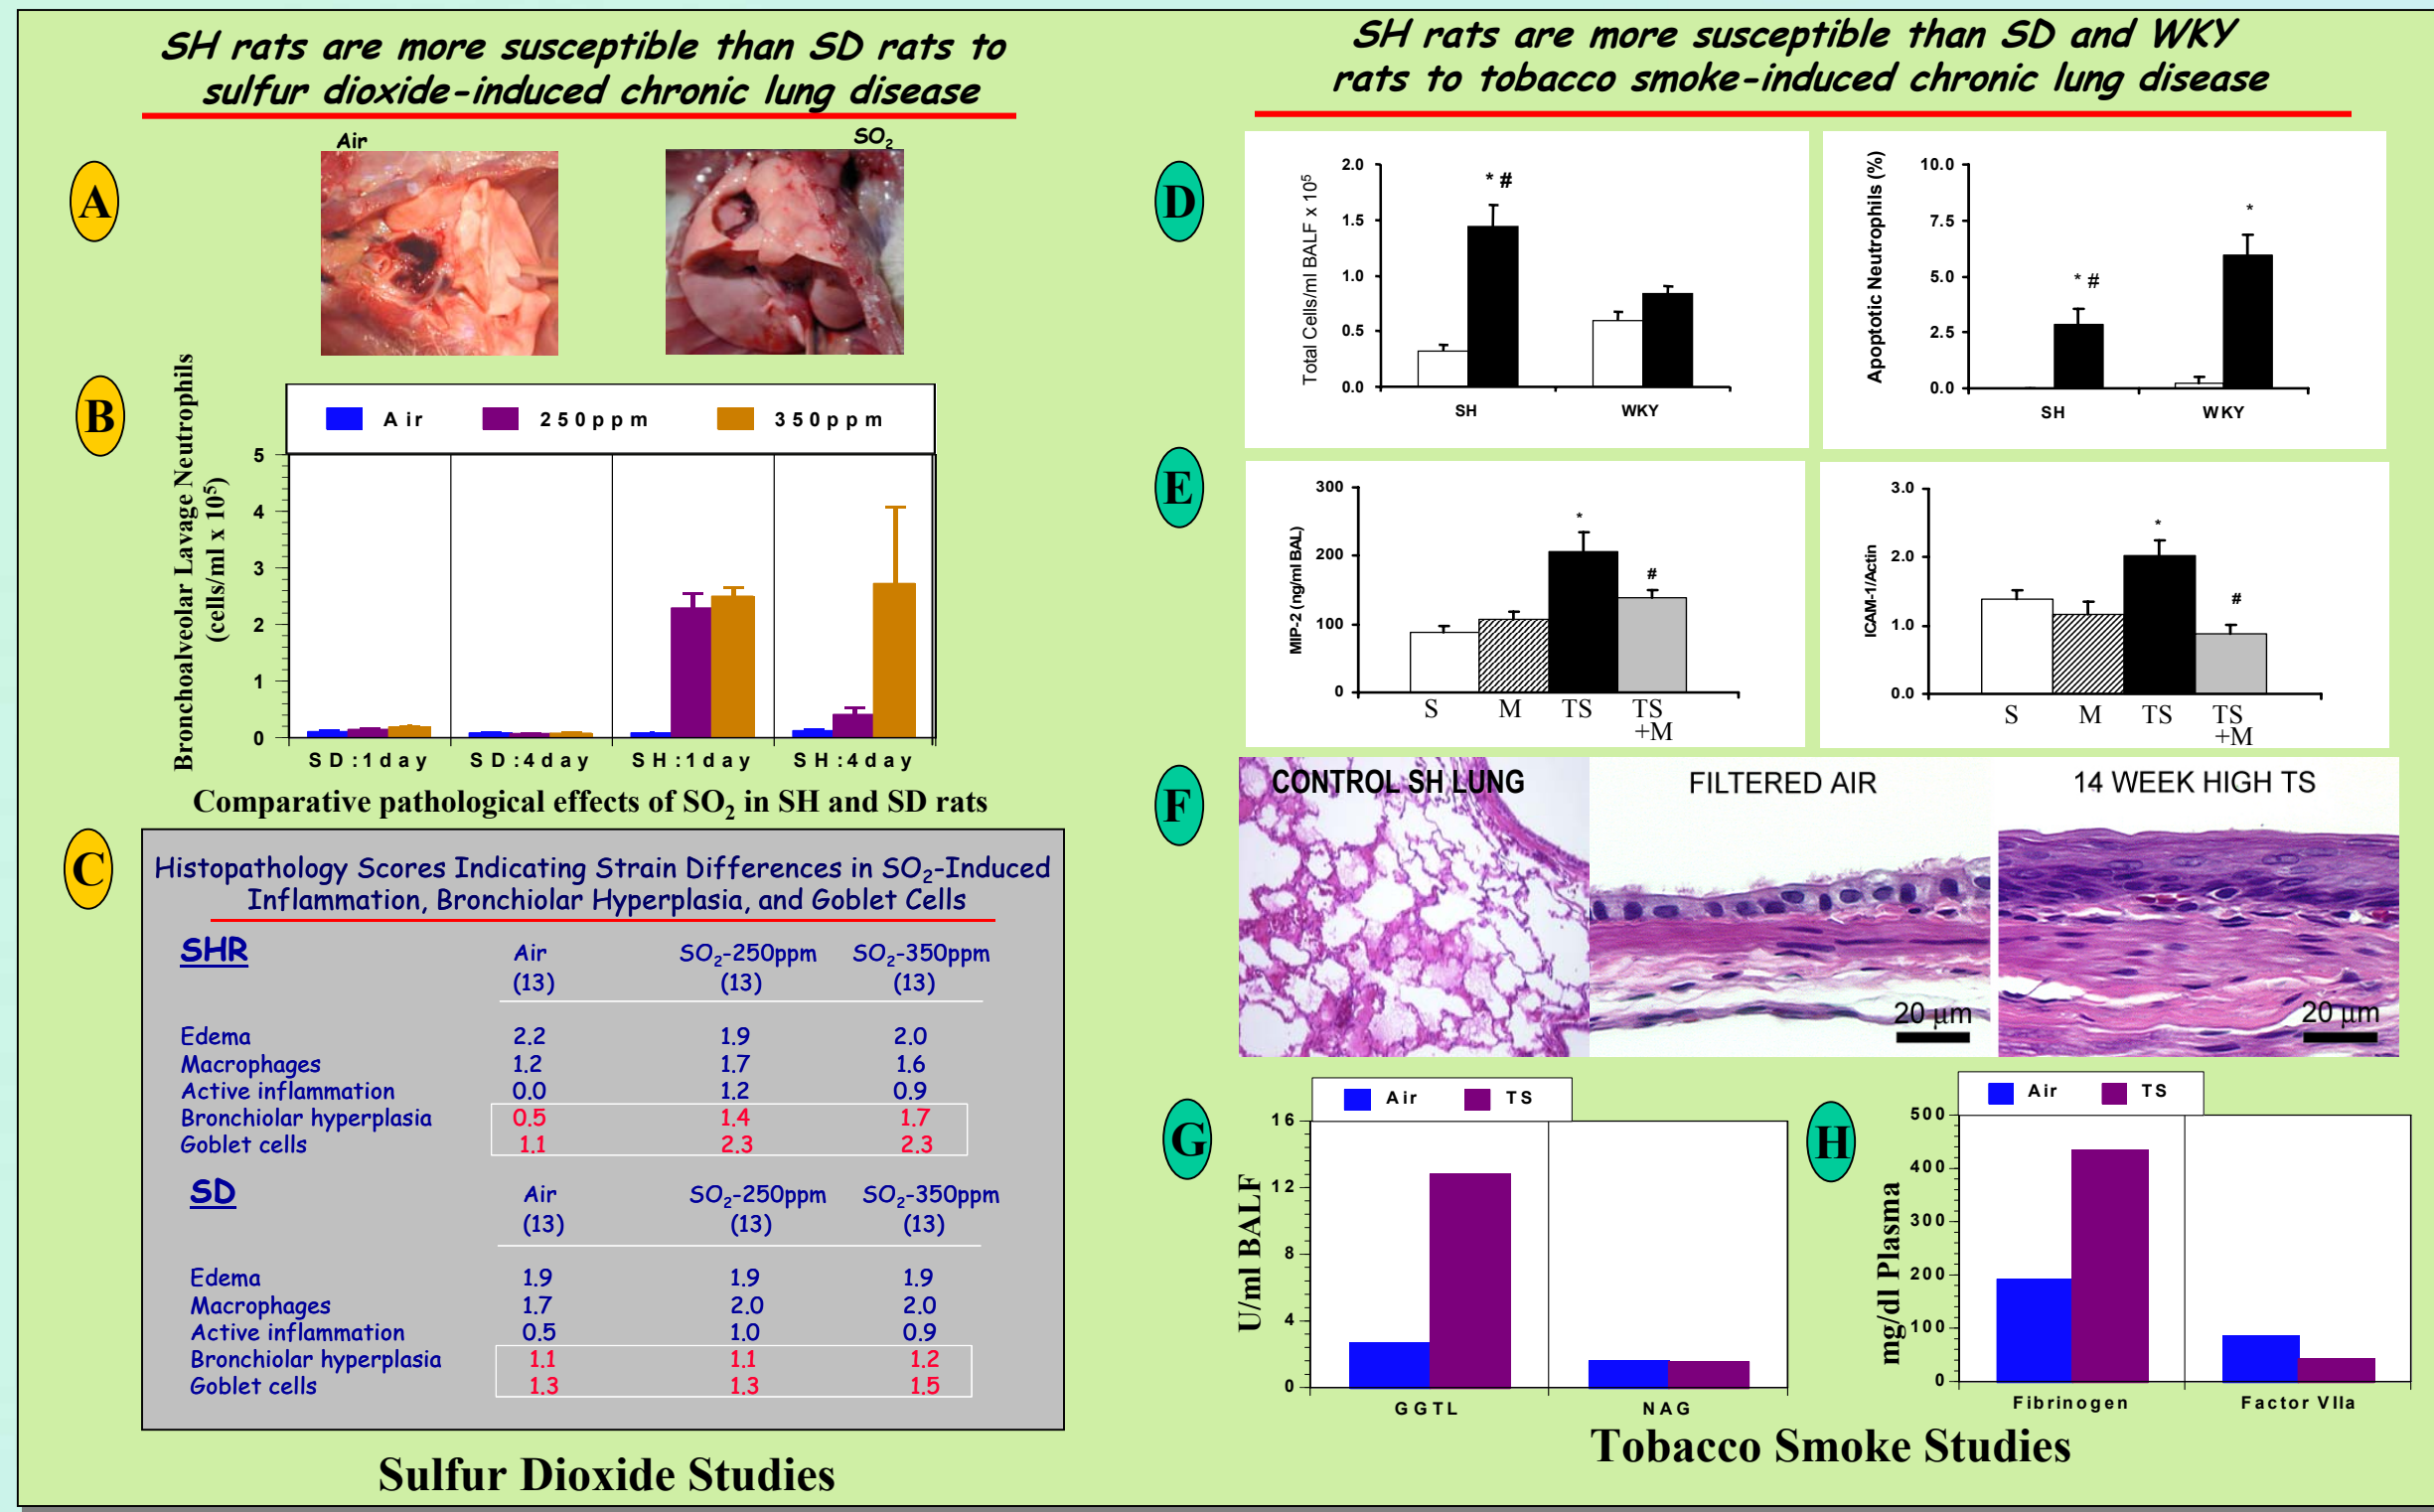 SH rats are more susceptible than SD rats to
sulfur dioxide-induced chronic lung disease
Air
SO₂
A
B
Bronchoalveolar Lavage Neutrophils
(cells/ml x 10⁵)
Air 250ppm 350ppm
5
4
3
2
1
0
SD:1day SD:4day SH:1day SH:4day
Comparative pathological effects of SO₂ in SH and SD rats
C
Histopathology Scores Indicating Strain Differences in SO₂-Induced
Inflammation, Bronchiolar Hyperplasia, and Goblet Cells
SHR Air SO₂-250ppm SO₂-350ppm
(13) (13) (13)
Edema 2.2 1.9 2.0
Macrophages 1.2 1.7 1.6
Active inflammation 0.0 1.2 0.9
Bronchiolar hyperplasia 0.5 1.4 1.7
Goblet cells 1.1 2.3 2.3
SD Air SO₂-250ppm SO₂-350ppm
(13) (13) (13)
Edema 1.9 1.9 1.9
Macrophages 1.7 2.0 2.0
Active inflammation 0.5 1.0 0.9
Bronchiolar hyperplasia 1.1 1.1 1.2
Goblet cells 1.3 1.3 1.5
Sulfur Dioxide Studies
SH rats are more susceptible than SD and WKY
rats to tobacco smoke-induced chronic lung disease
D
Total Cells/ml BALF x 10⁵
2.0
1.5
1.0
0.5
0.0
* #
SH WKY
Apoptotic Neutrophils (%)
10.0
7.5
5.0
2.5
0.0
* #
*
SH WKY
E
MIP-2 (ng/ml BAL)
300
200
100
0
*
#
S M TS TS
+M
ICAM-1/Actin
3.0
2.0
1.0
0.0
*
#
S M TS TS
+M
F
CONTROL SH LUNG
FILTERED AIR
20 µm
14 WEEK HIGH TS
20 µm
G
Air TS
U/ml BALF
16
12
8
4
0
GGTL NAG
H
Air TS
mg/dl Plasma
500
400
300
200
100
0
Fibrinogen Factor VIIa
Tobacco Smoke Studies